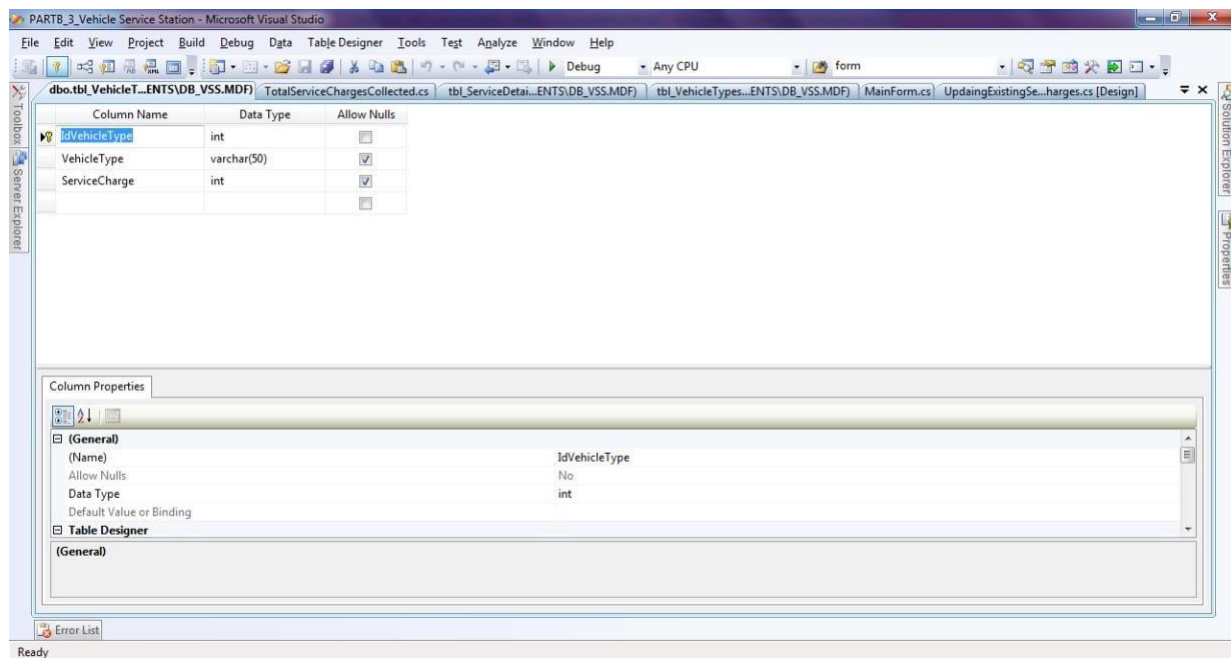 PARTB_3_Vehicle Service Station - Microsoft Visual Studio
File Edit View Project Build Debug Data Table Designer Tools Test Analyze Window Help
Debug Any CPU form
dbo.tbl_VehicleT...ENTS\DB_VSS.MDF) TotalServiceChargesCollected.cs tbl_ServiceDetai...ENTS\DB_VSS.MDF) tbl_VehicleTypes...ENTS\DB_VSS.MDF) MainForm.cs UpdaingExistingSe...harges.cs [Design]
Toolbox
Server Explorer
Column Name Data Type Allow Nulls
IdVehicleType int
VehicleType varchar(50)
ServiceCharge int
Solution Explorer
Properties
Column Properties
(General)
(Name) IdVehicleType
Allow Nulls No
Data Type int
Default Value or Binding
Table Designer
(General)
Error List
Ready